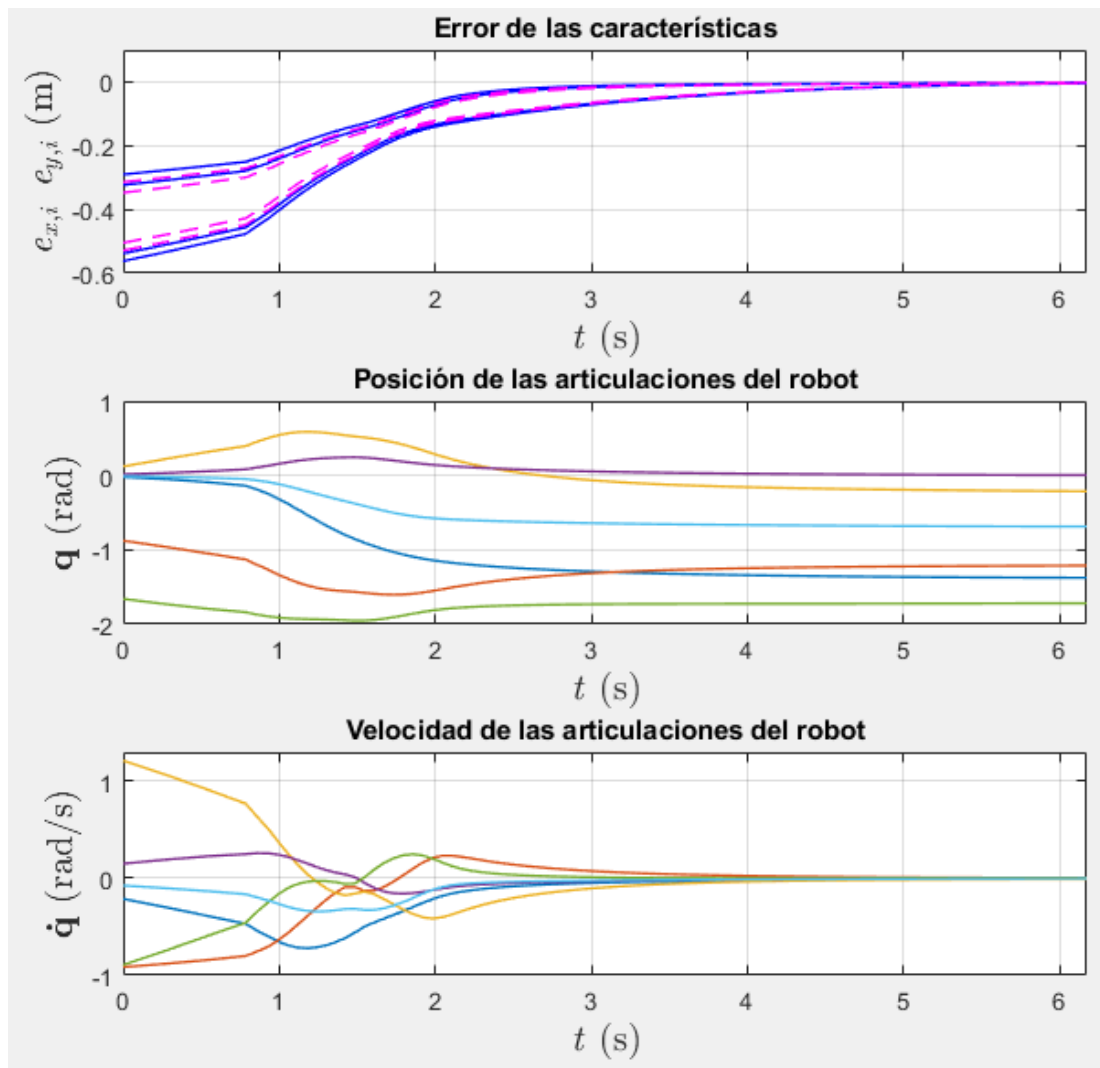 Error de las características
e_{x,i} e_{y,i} (m)
0
-0.2
-0.4
-0.6
0 1 2 3 4 5 6
t (s)
Posición de las articulaciones del robot
q (rad)
1
0
-1
-2
0 1 2 3 4 5 6
t (s)
Velocidad de las articulaciones del robot
q̇ (rad/s)
1
0
-1
0 1 2 3 4 5 6
t (s)